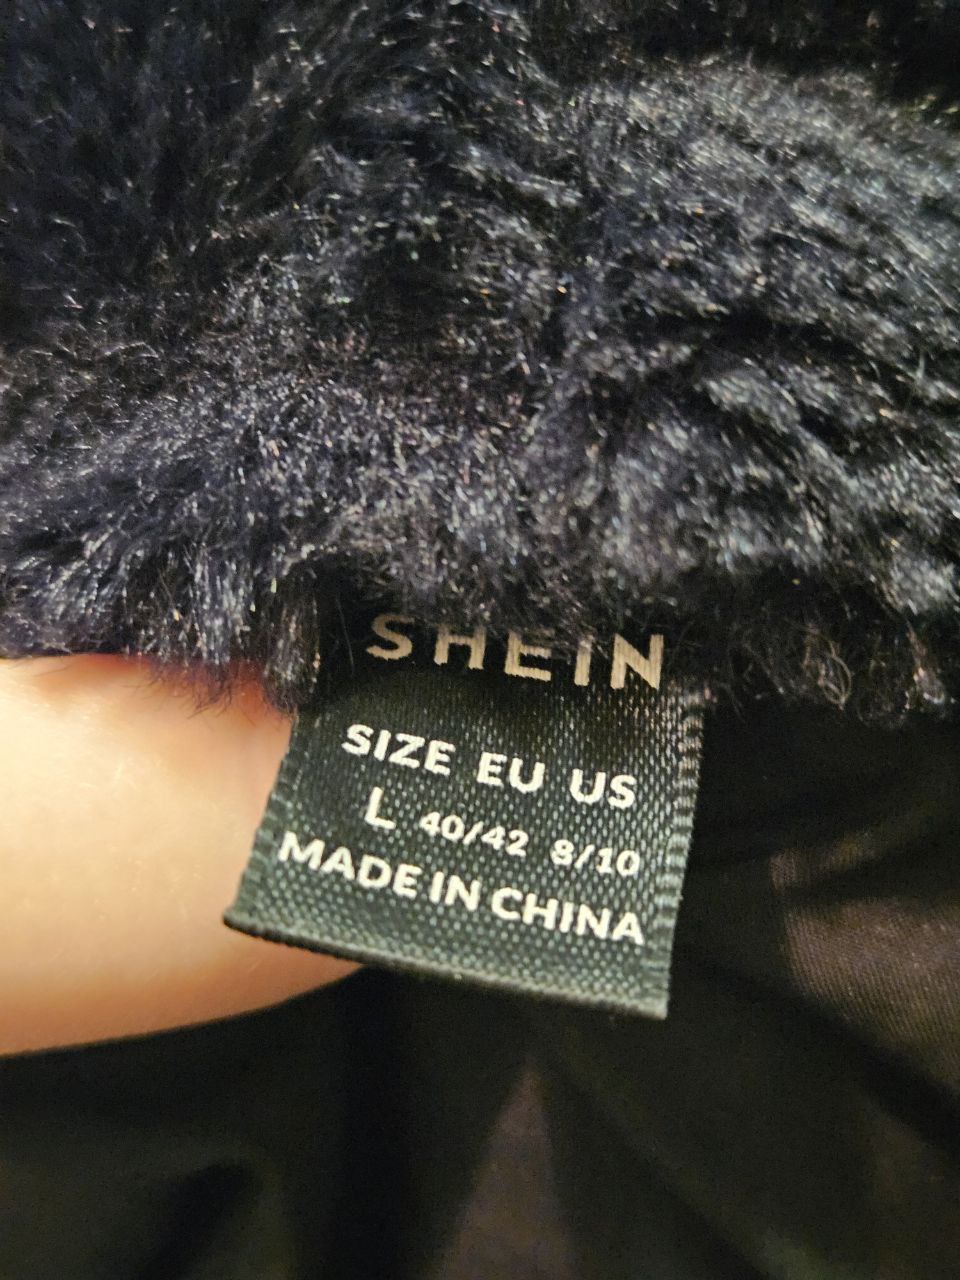 SHEIN
SIZE EU US
L 40/42 8/10
MADE IN CHINA